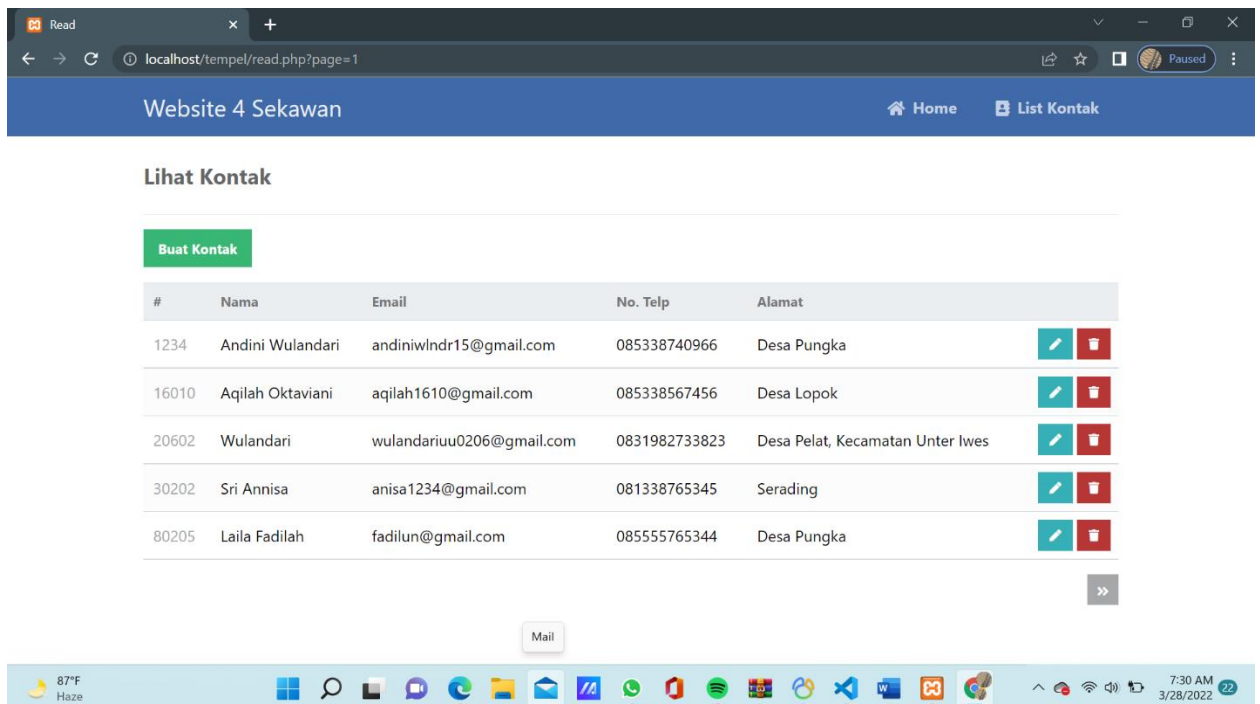 Read
localhost/tempel/read.php?page=1
Paused
Website 4 Sekawan Home List Kontak
Lihat Kontak
Buat Kontak
# Nama Email No. Telp Alamat
1234 Andini Wulandari andiniwlndr15@gmail.com 085338740966 Desa Pungka
16010 Aqilah Oktaviani aqilah1610@gmail.com 085338567456 Desa Lopok
20602 Wulandari wulandariuu0206@gmail.com 0831982733823 Desa Pelat, Kecamatan Unter Iwes
30202 Sri Annisa anisa1234@gmail.com 081338765345 Serading
80205 Laila Fadilah fadilun@gmail.com 085555765344 Desa Pungka
»
Mail
87°F
Haze
7:30 AM
3/28/2022
22